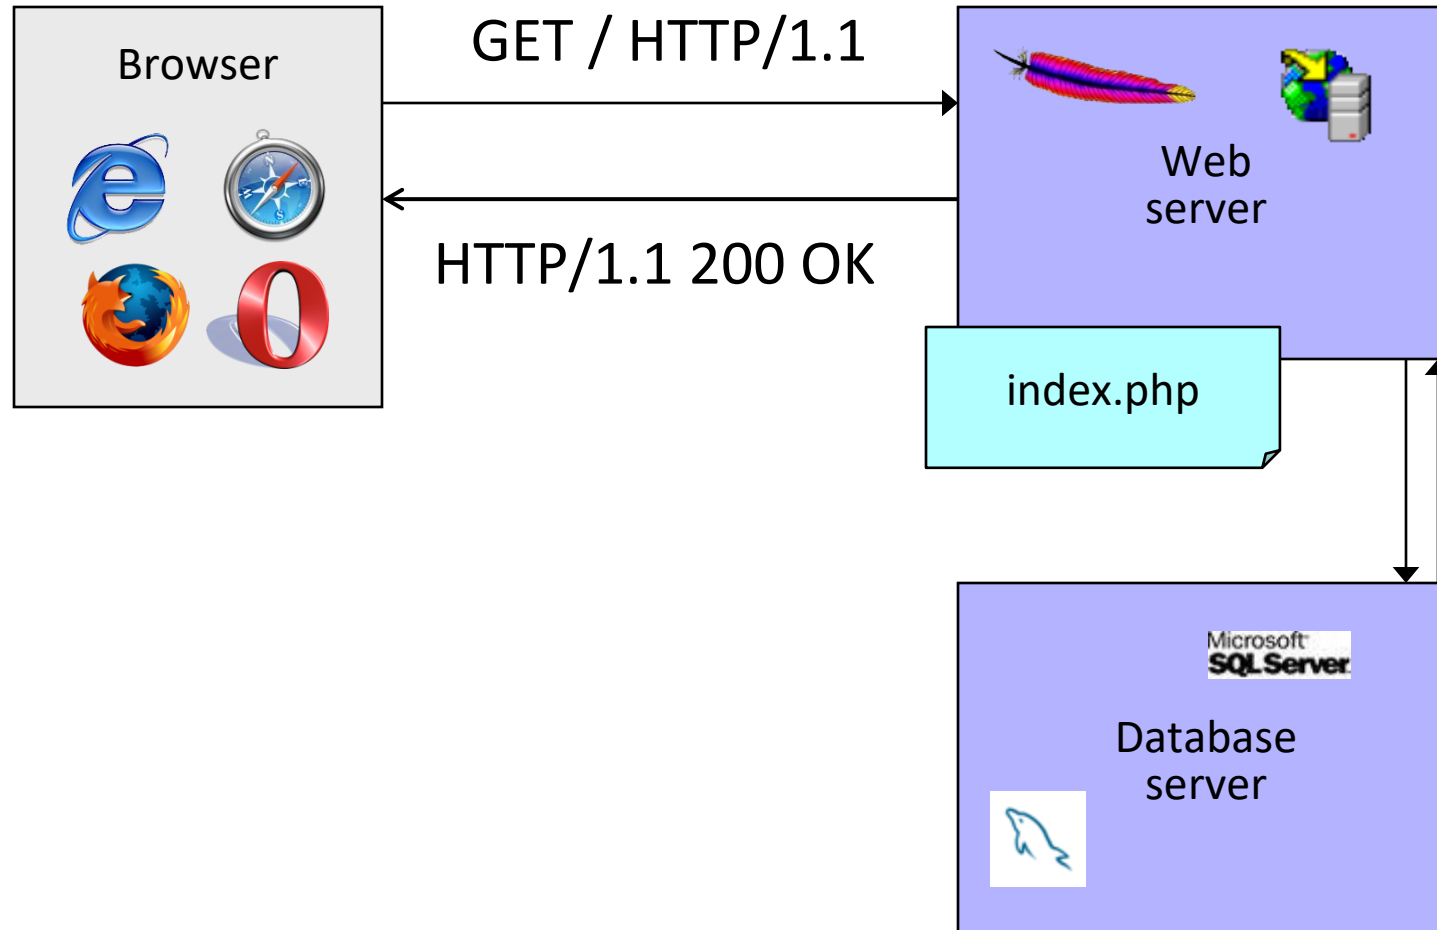 Browser
GET / HTTP/1.1
Web
server
HTTP/1.1 200 OK
index.php
Microsoft
SQL Server
Database
server